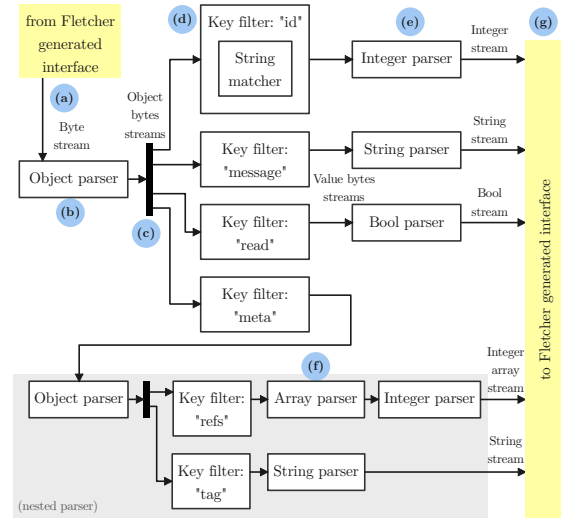 from Fletcher
generated
interface
(a)
Byte
stream
Object parser
(b)
Object
bytes
streams
(c)
(d)
Key filter: "id"
String
matcher
(e)
Integer parser
Integer
stream
(g)
Key filter:
"message"
String parser
String
stream
Value bytes
streams
Key filter:
"read"
Bool parser
Bool
stream
Key filter:
"meta"
to Fletcher generated interface
(f)
Object parser
Key filter:
"refs"
Array parser
Integer parser
Integer
array
stream
Key filter:
"tag"
String parser
String
stream
(nested parser)